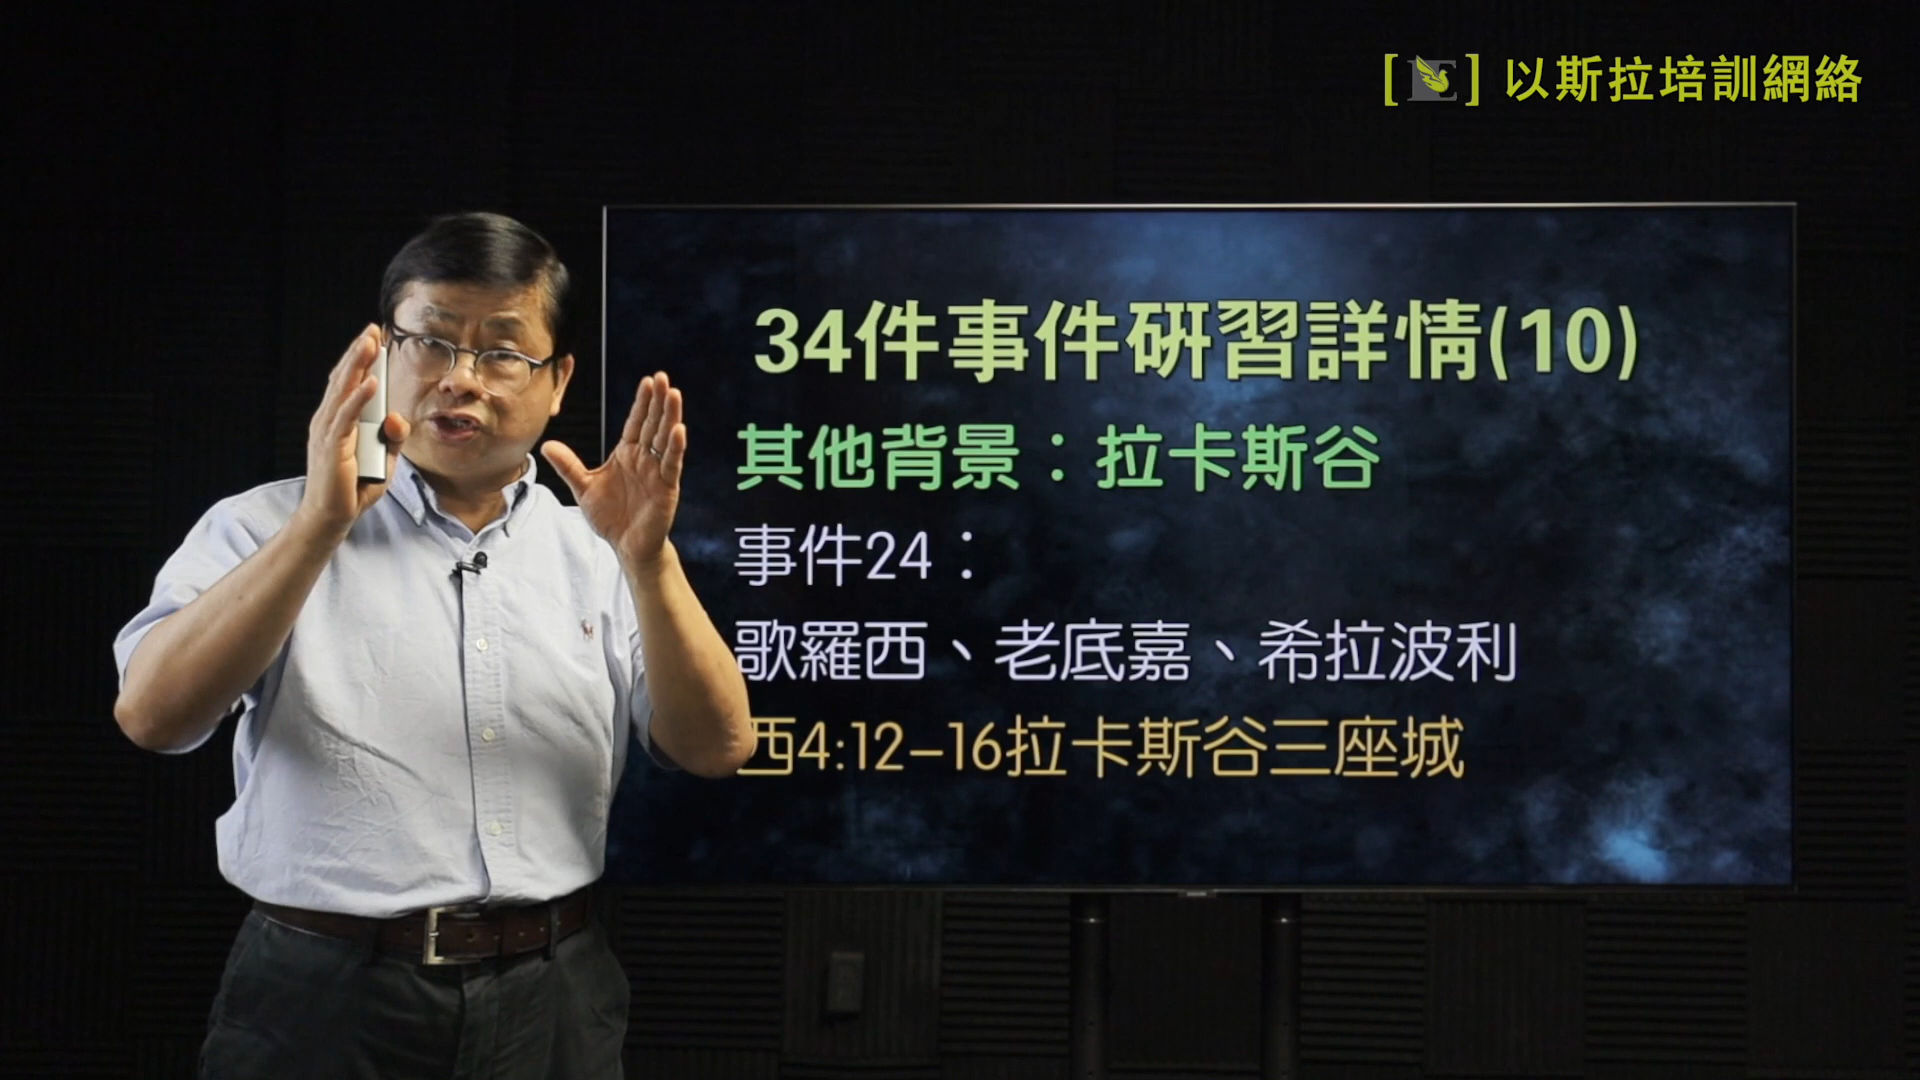 [E] 以斯拉培訓網絡
34件事件研習詳情(10)
其他背景：拉卡斯谷
事件24：
歌羅西、老底嘉、希拉波利
西4:12-16拉卡斯谷三座城